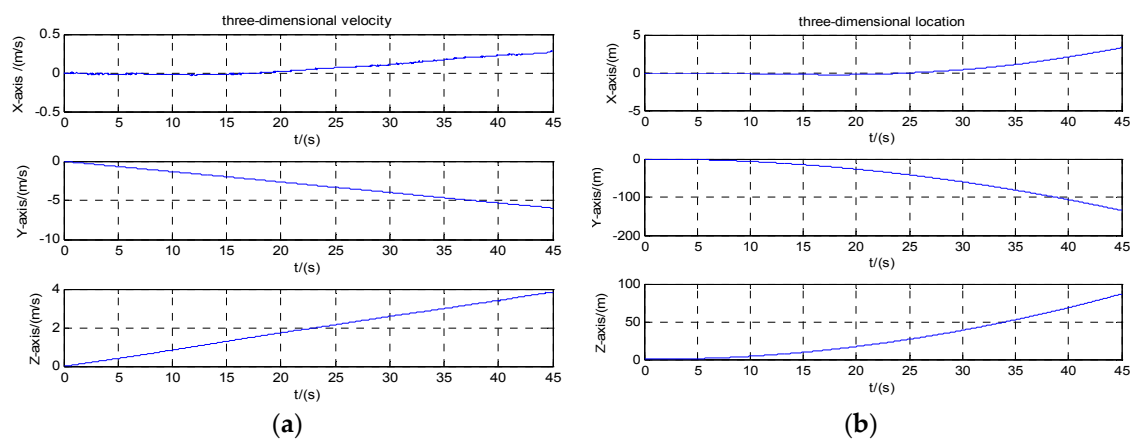 three-dimensional velocity
0.5
0
-0.5
X-axis /(m/s)
0 5 10 15 20 25 30 35 40 45
t/(s)
0
-5
-10
Y-axis/(m/s)
0 5 10 15 20 25 30 35 40 45
t/(s)
4
2
0
Z-axis/(m/s)
0 5 10 15 20 25 30 35 40 45
t/(s)
(a)
three-dimensional location
5
0
-5
X-axis/(m)
0 5 10 15 20 25 30 35 40 45
t/(s)
0
-100
-200
Y-axis/(m)
0 5 10 15 20 25 30 35 40 45
t/(s)
100
50
0
Z-axis/(m)
0 5 10 15 20 25 30 35 40 45
t/(s)
(b)